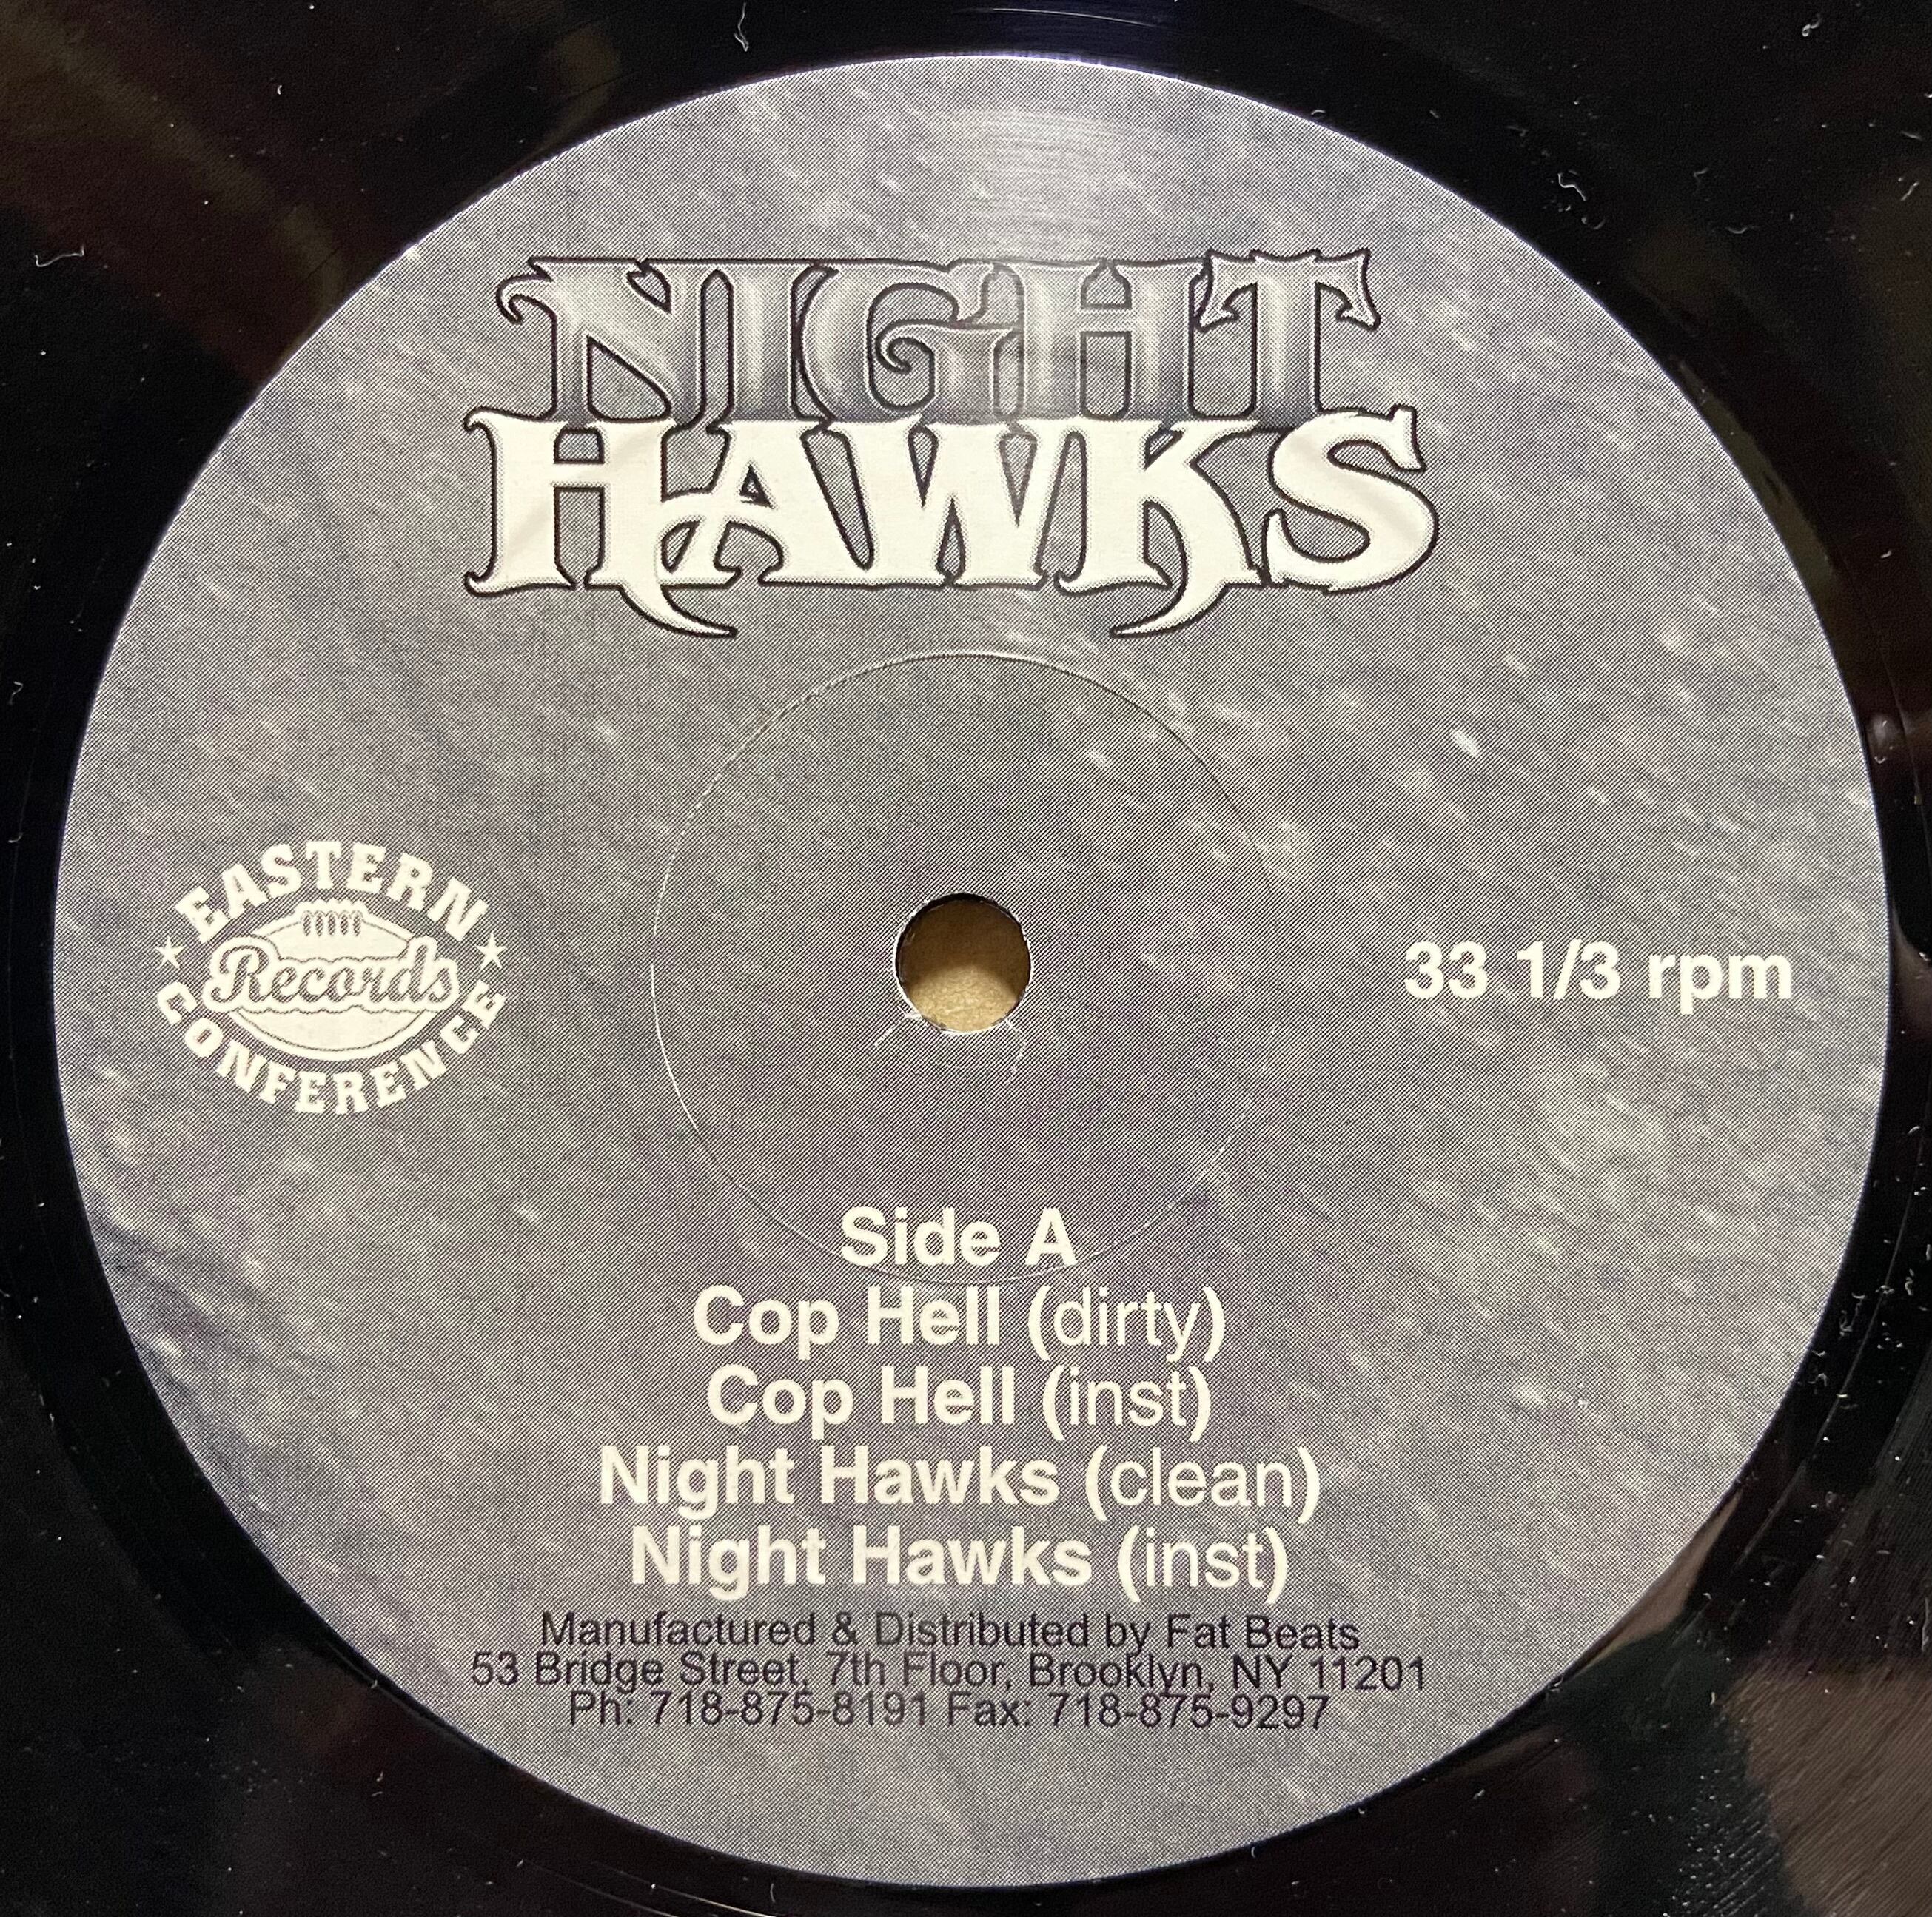 NIGHT
HAWKS
EASTERN
Records
CONFERENCE
33 1/3 rpm
Side A
Cop Hell (dirty)
Cop Hell (inst)
Night Hawks (clean)
Night Hawks (inst)
Manufactured & Distributed by Fat Beats
53 Bridge Street, 7th Floor, Brooklyn, NY 11201
Ph: 718-875-8191 Fax: 718-875-9297